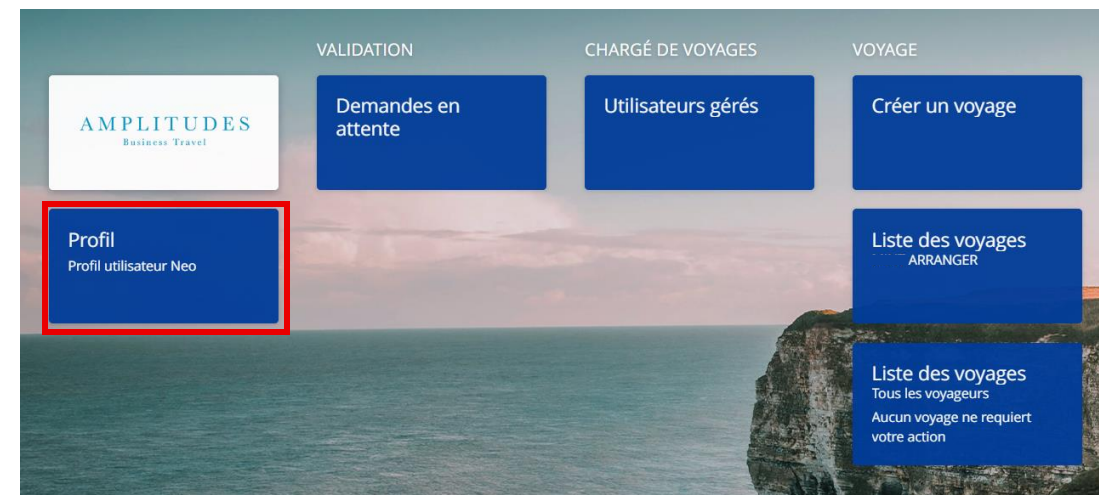 VALIDATION
CHARGÉ DE VOYAGES
VOYAGE
AMPLITUDES
Business Travel
Demandes en
attente
Utilisateurs gérés
Créer un voyage
Profil
Profil utilisateur Neo
Liste des voyages
ARRANGER
Liste des voyages
Tous les voyageurs
Aucun voyage ne requiert
votre action